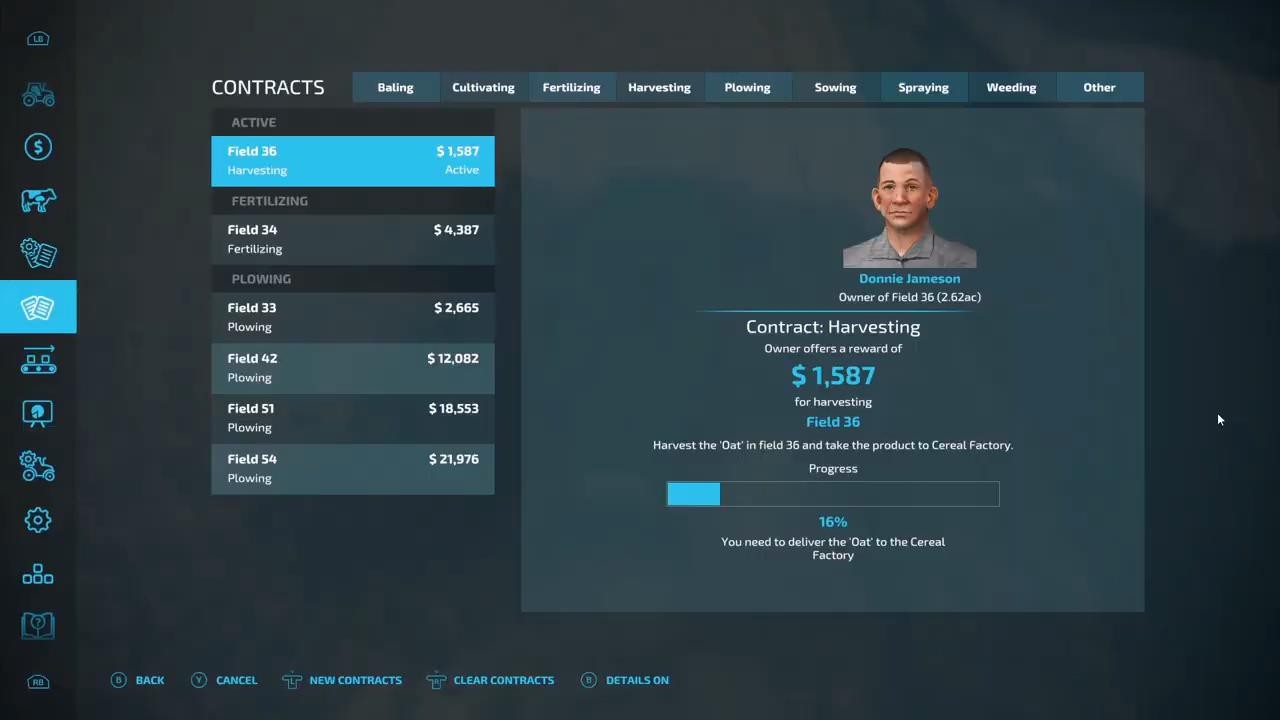 LB
CONTRACTS
Baling
Cultivating
Fertilizing
Harvesting
Plowing
Sowing
Spraying
Weeding
Other
ACTIVE
Field 36 $ 1,587
Harvesting Active
FERTILIZING
Field 34 $ 4,387
Fertilizing
PLOWING
Field 33 $ 2,665
Plowing
Field 42 $ 12,082
Plowing
Field 51 $ 18,553
Plowing
Field 54 $ 21,976
Plowing
Donnie Jameson
Owner of Field 36 (2.62ac)
Contract: Harvesting
Owner offers a reward of
$ 1,587
for harvesting
Field 36
Harvest the 'Oat' in field 36 and take the product to Cereal Factory.
Progress
16%
You need to deliver the 'Oat' to the Cereal
Factory
RB
B BACK
Y CANCEL
L NEW CONTRACTS
R CLEAR CONTRACTS
B DETAILS ON